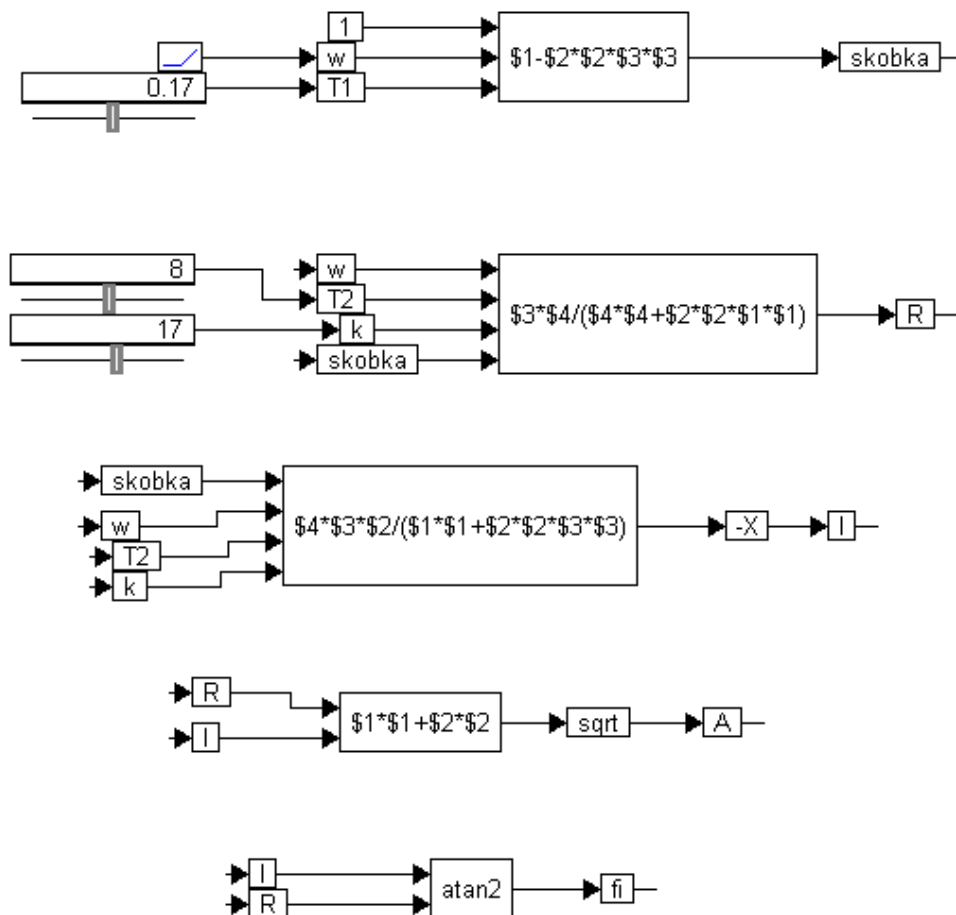 1
w
$1-$2*$2*$3*$3
skobka
0.17
T1
8
w
T2
$3*$4/($4*$4+$2*$2*$1*$1)
R
17
k
skobka
skobka
w
$4*$3*$2/($1*$1+$2*$2*$3*$3)
-X
I
T2
k
R
$1*$1+$2*$2
sqrt
A
I
I
atan2
fi
R